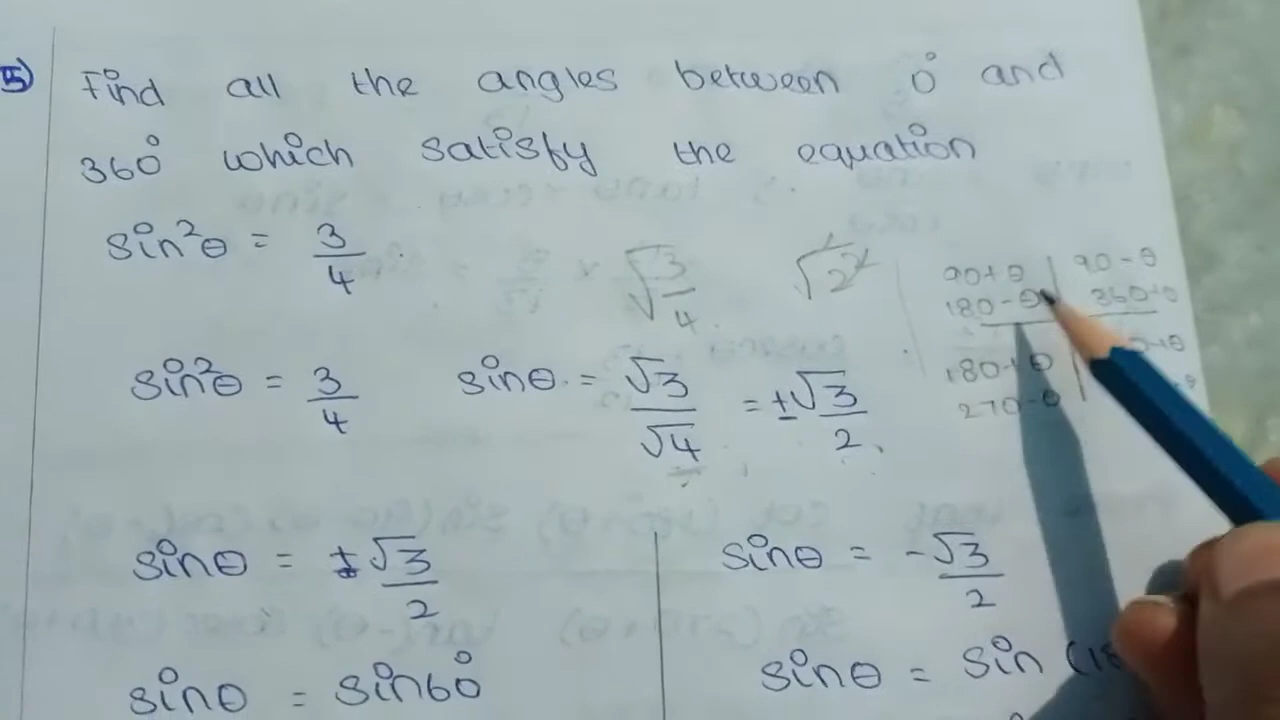 5) Find all the angles between 0° and
360° which satisfy the equation
sin²θ = 3/4
√3/4 √2²
90+θ 90-θ
180-θ 360+θ
180+θ
270-θ
sin²θ = 3/4 sinθ = √3/√4 = ±√3/2
sinθ = ±√3/2 sinθ = -√3/2
sinθ = sin60° sinθ = sin (18